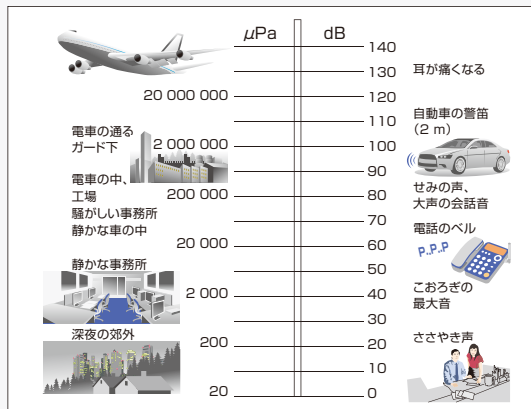 μPa
dB
140
130
耳が痛くなる
20 000 000
120
110
自動車の警笛
(2 m)
電車の通る
ガード下
2 000 000
100
90
電車の中、
工場
騒がしい事務所
静かな車の中
200 000
80
せみの声、
大声の会話音
70
電話のベル
P...P...P
20 000
60
50
静かな事務所
こおろぎの
最大音
2 000
40
30
深夜の郊外
200
20
ささやき声
10
20
0